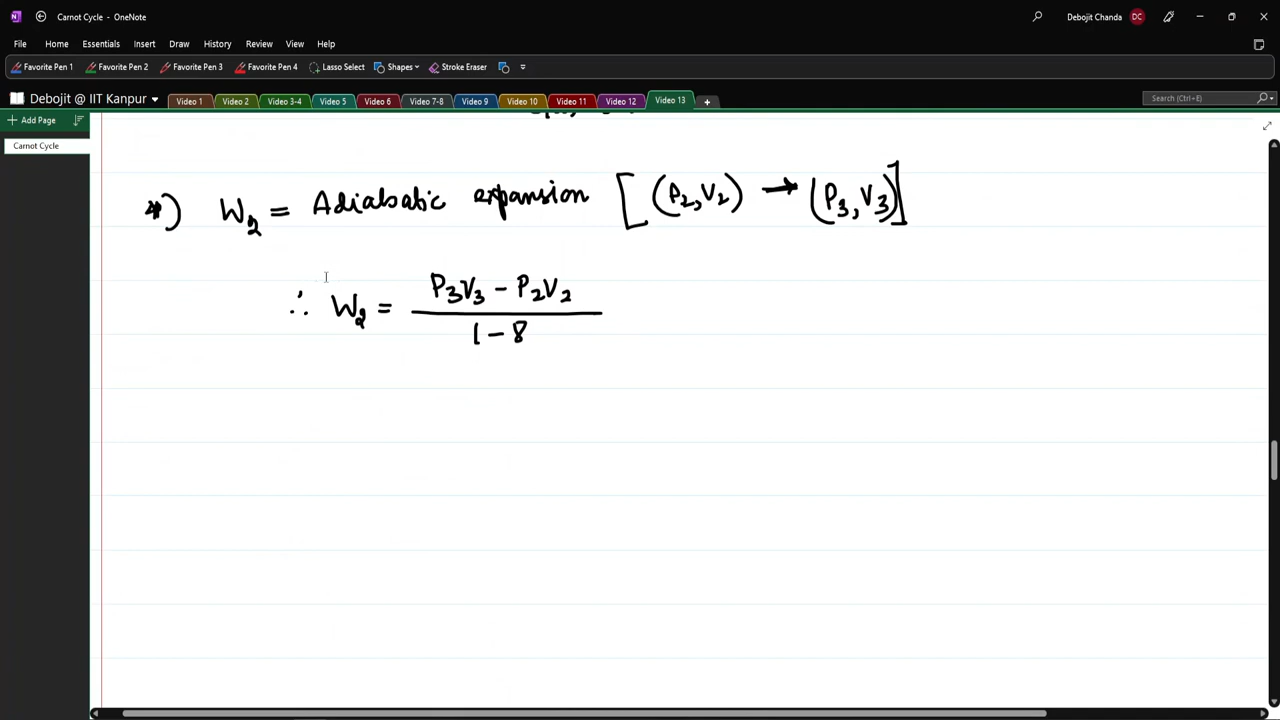 Carnot Cycle - OneNote
Debojit Chanda DC
File Home Essentials Insert Draw History Review View Help
Favorite Pen 1 Favorite Pen 2 Favorite Pen 3 Favorite Pen 4 Lasso Select Shapes Stroke Eraser
Debojit @ IIT Kanpur Video 1 Video 2 Video 3-4 Video 5 Video 6 Video 7-8 Video 9 Video 10 Video 11 Video 12 Video 13 + Search (Ctrl+E)
+ Add Page
Carnot Cycle
*) W₂ = Adiabatic expansion [(P₂,V₂) → (P₃,V₃)]
∴ W₂ = P₃V₃ - P₂V₂
1 - γ